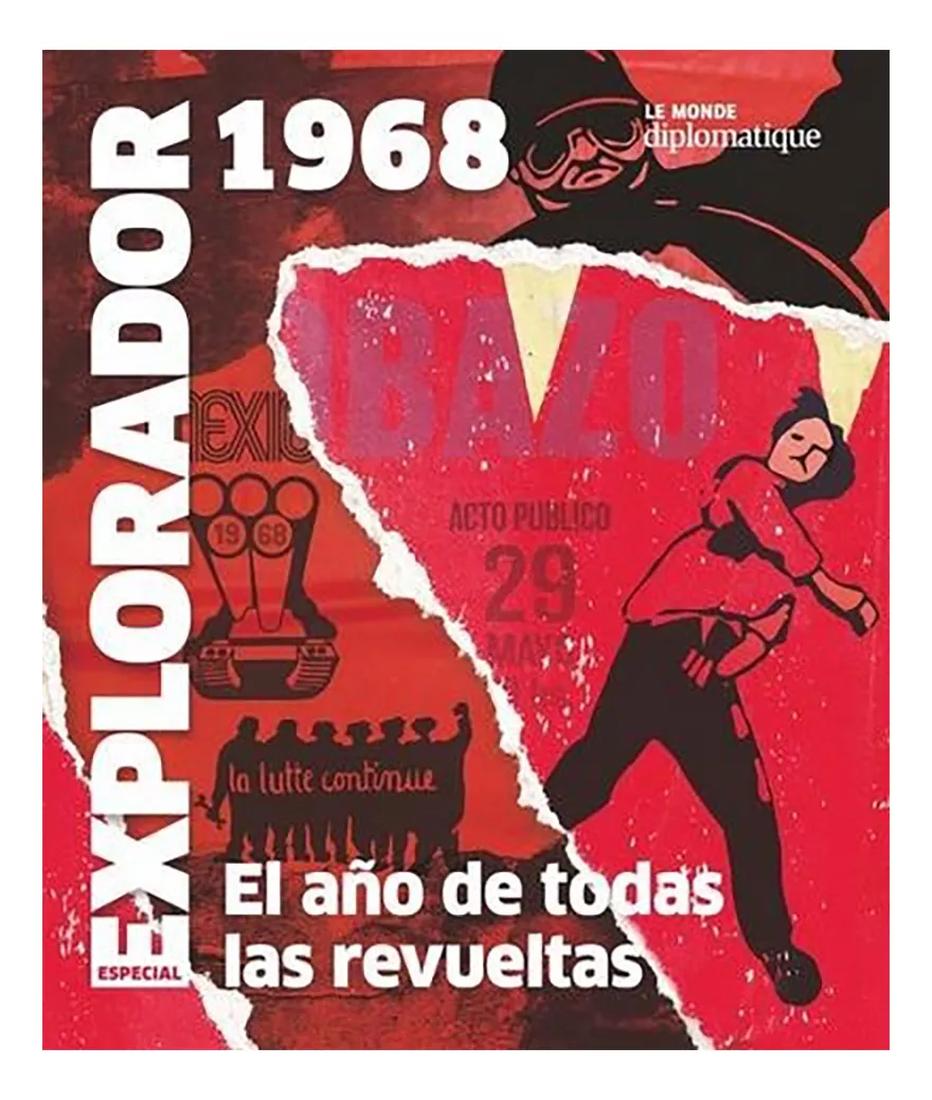 EXPLORADOR
ESPECIAL
1968
LE MONDE
diplomatique
BAZO
MEXICO
1968
ACTO PUBLICO
29
MAYO
la lutte continue
El año de todas
las revueltas